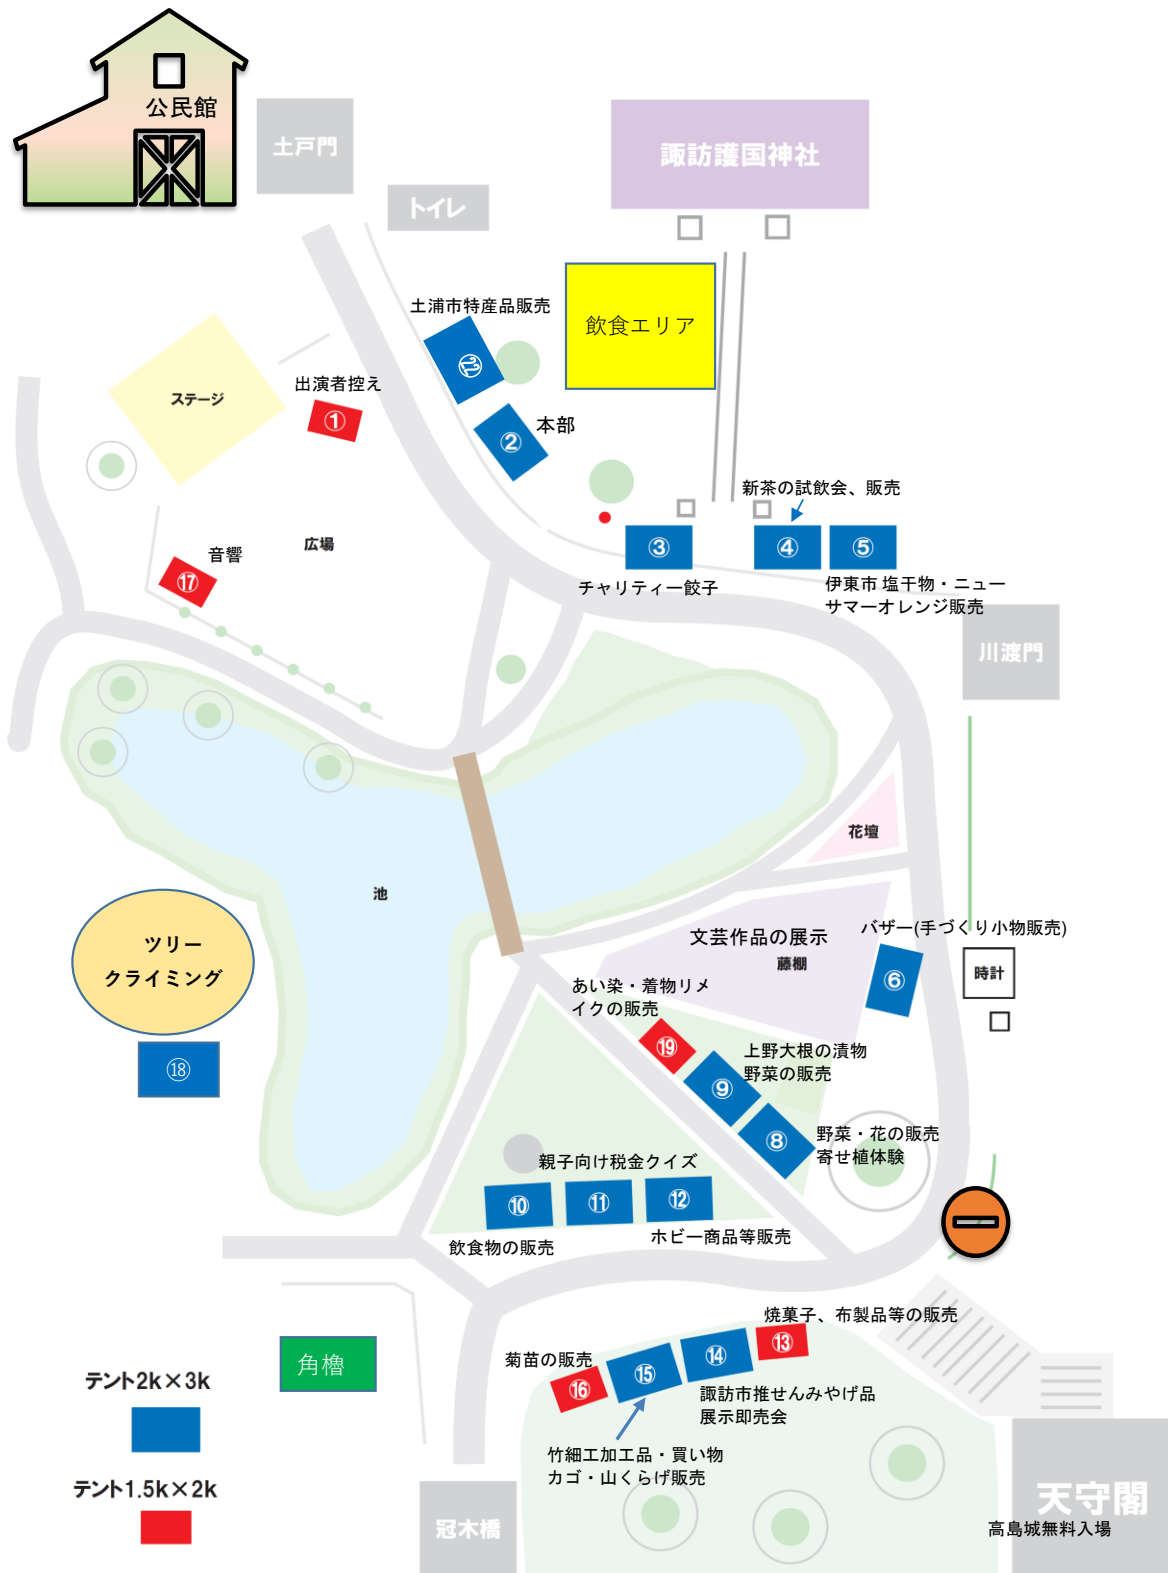 公民館
土戸門
諏訪護国神社
トイレ
土浦市特産品販売
飲食エリア
㉒
出演者控え
ステージ
①
②
本部
新茶の試飲会、販売
音響
広場
③
④
⑤
⑰
チャリティー餃子
伊東市 塩干物・ニュー
サマーオレンジ販売
川渡門
花壇
池
ツリー
クライミング
⑱
文芸作品の展示
藤棚
バザー(手づくり小物販売)
⑥
時計
あい染・着物リメ
イクの販売
⑲
上野大根の漬物
野菜の販売
⑨
⑧
野菜・花の販売
寄せ植体験
親子向け税金クイズ
⑩
⑪
⑫
飲食物の販売
ホビー商品等販売
焼菓子、布製品等の販売
⑬
⑭
菊苗の販売
⑮
⑯
諏訪市推せんみやげ品
展示即売会
竹細工加工品・買い物
カゴ・山くらげ販売
角櫓
テント2k×3k
テント1.5k×2k
冠木橋
天守閣
高島城無料入場